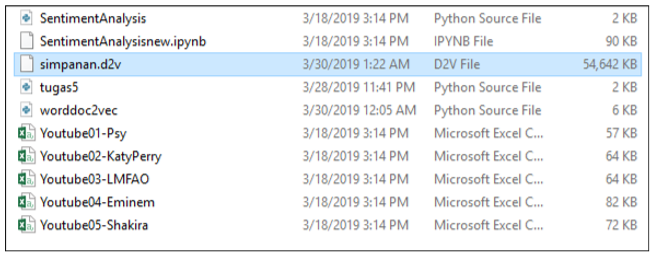 SentimentAnalysis 3/18/2019 3:14 PM Python Source File 2 KB
SentimentAnalysisnew.ipynb 3/18/2019 3:14 PM IPYNB File 90 KB
simpanan.d2v 3/30/2019 1:22 AM D2V File 54,642 KB
tugas5 3/28/2019 11:41 PM Python Source File 2 KB
worddoc2vec 3/30/2019 12:05 AM Python Source File 6 KB
Youtube01-Psy 3/18/2019 3:14 PM Microsoft Excel C... 57 KB
Youtube02-KatyPerry 3/18/2019 3:14 PM Microsoft Excel C... 64 KB
Youtube03-LMFAO 3/18/2019 3:14 PM Microsoft Excel C... 64 KB
Youtube04-Eminem 3/18/2019 3:14 PM Microsoft Excel C... 82 KB
Youtube05-Shakira 3/18/2019 3:14 PM Microsoft Excel C... 72 KB